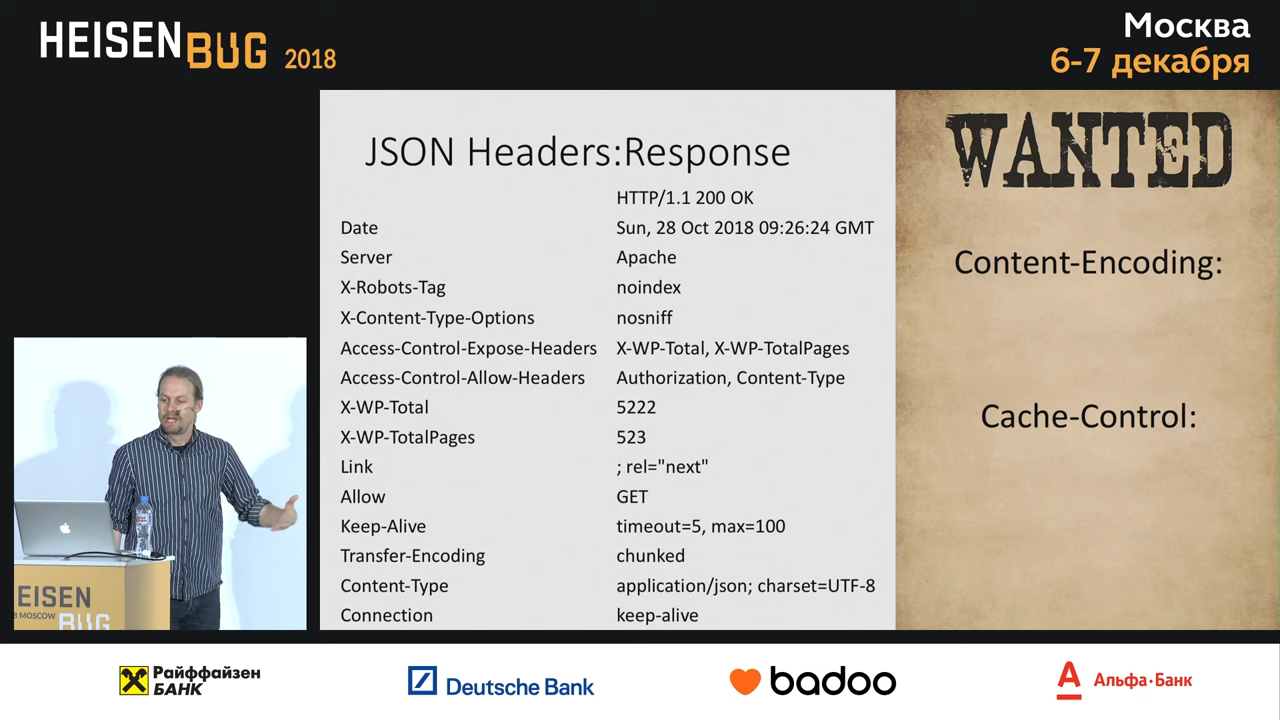 HEISENBUG 2018
Москва
6-7 декабря
JSON Headers:Response
HTTP/1.1 200 OK
Date Sun, 28 Oct 2018 09:26:24 GMT
Server Apache
X-Robots-Tag noindex
X-Content-Type-Options nosniff
Access-Control-Expose-Headers X-WP-Total, X-WP-TotalPages
Access-Control-Allow-Headers Authorization, Content-Type
X-WP-Total 5222
X-WP-TotalPages 523
Link ; rel="next"
Allow GET
Keep-Alive timeout=5, max=100
Transfer-Encoding chunked
Content-Type application/json; charset=UTF-8
Connection keep-alive
WANTED
Content-Encoding:
Cache-Control:
EISEN
8 MOSCOW
BUG
Райффайзен
БАНК
Deutsche Bank
badoo
Альфа·Банк